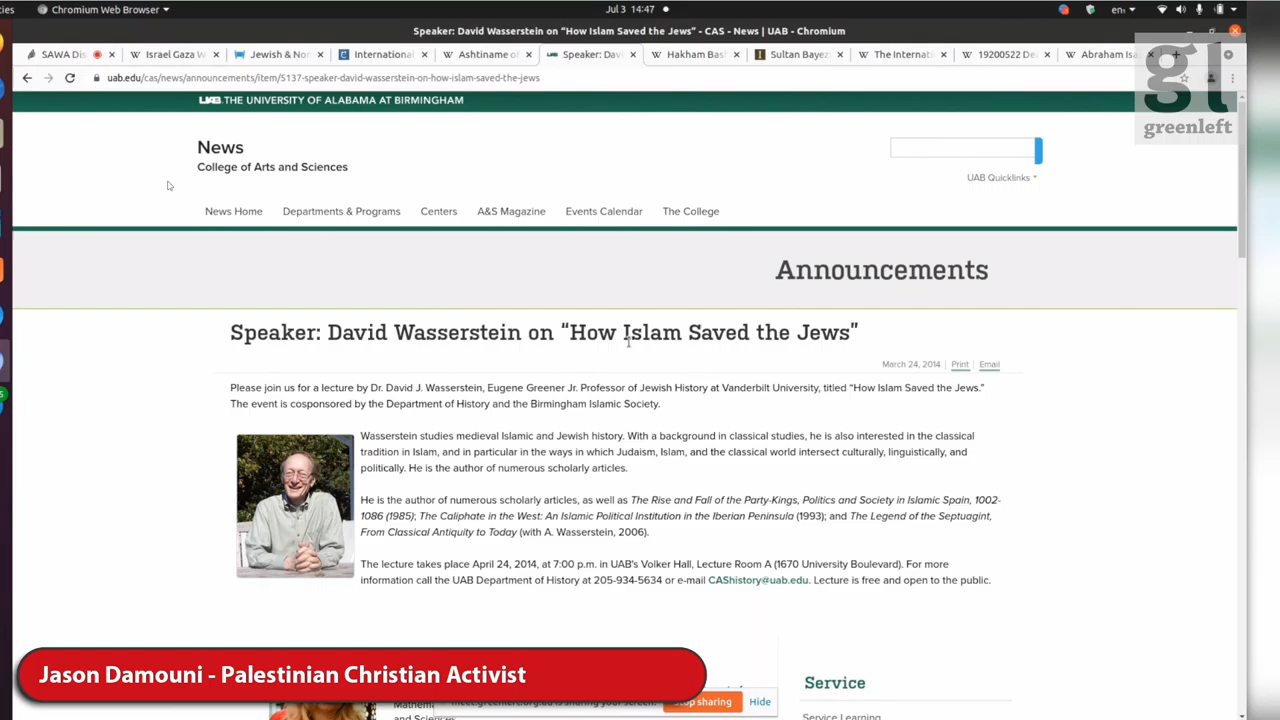 Chromium Web Browser
Jul 3 14:47
en
Speaker: David Wasserstein on “How Islam Saved the Jews” - CAS - News | UAB - Chromium
SAWA Dis
Israel Gaza W
Jewish & Non
International
Ashtiname of
Speaker: Davi
Hakham Bash
Sultan Bayez
The Internati
19200522 De
Abraham Isa
uab.edu/cas/news/announcements/item/5137-speaker-david-wasserstein-on-how-islam-saved-the-jews
gl
greenleft
UAB THE UNIVERSITY OF ALABAMA AT BIRMINGHAM
News
College of Arts and Sciences
UAB Quicklinks
News Home Departments & Programs Centers A&S Magazine Events Calendar The College
Announcements
Speaker: David Wasserstein on “How Islam Saved the Jews”
March 24, 2014 | Print | Email
Please join us for a lecture by Dr. David J. Wasserstein, Eugene Greener Jr. Professor of Jewish History at Vanderbilt University, titled “How Islam Saved the Jews.”
The event is cosponsored by the Department of History and the Birmingham Islamic Society.
Wasserstein studies medieval Islamic and Jewish history. With a background in classical studies, he is also interested in the classical
tradition in Islam, and in particular in the ways in which Judaism, Islam, and the classical world intersect culturally, linguistically, and
politically. He is the author of numerous scholarly articles.
He is the author of numerous scholarly articles, as well as The Rise and Fall of the Party-Kings, Politics and Society in Islamic Spain, 1002-
1086 (1985); The Caliphate in the West: An Islamic Political Institution in the Iberian Peninsula (1993); and The Legend of the Septuagint,
From Classical Antiquity to Today (with A. Wasserstein, 2006).
The lecture takes place April 24, 2014, at 7:00 p.m. in UAB's Volker Hall, Lecture Room A (1670 University Boulevard). For more
information call the UAB Department of History at 205-934-5634 or e-mail CAShistory@uab.edu. Lecture is free and open to the public.
Jason Damouni - Palestinian Christian Activist
Service
is sharing your screen.
Stop sharing
Hide
Mathema
and Sciences
Service Learning